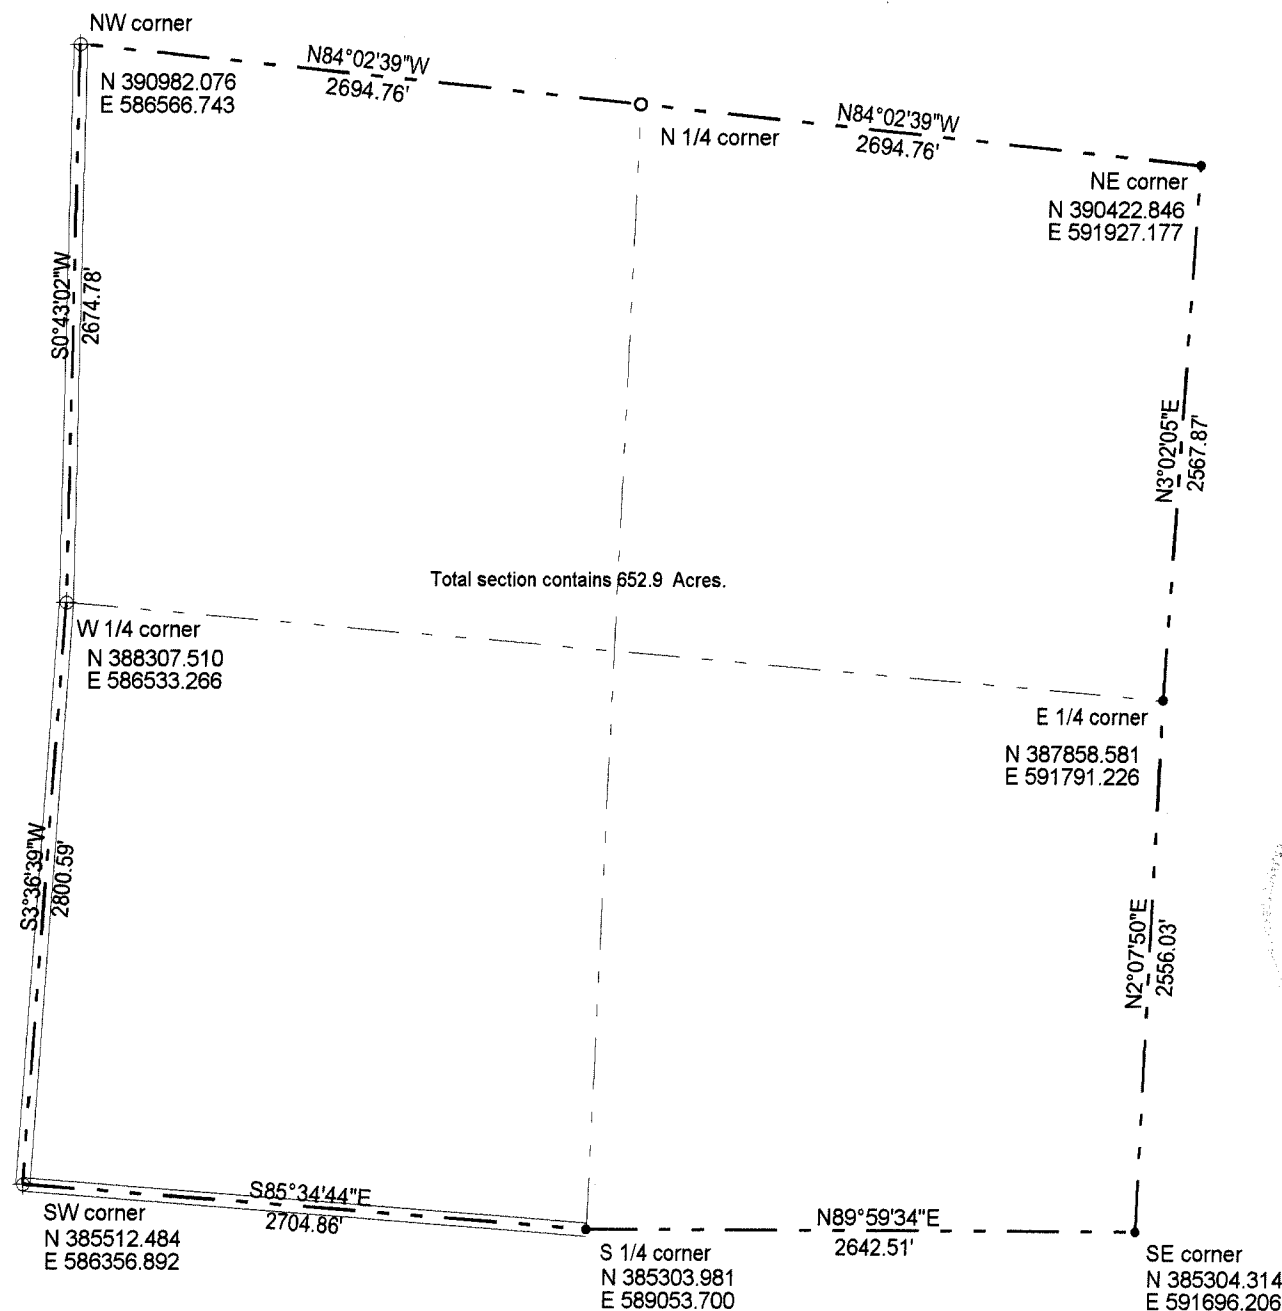 NW corner
N84°02'39"W
2694.76'
N 390982.076
E 586566.743
N 1/4 corner
N84°02'39"W
2694.76'
NE corner
N 390422.846
E 591927.177
S0°43'02"W
2674.78'
N3°02'05"E
2567.87'
Total section contains 652.9 Acres.
W 1/4 corner
N 388307.510
E 586533.266
E 1/4 corner
N 387858.581
E 591791.226
S3°36'39"W
2800.59'
N2°07'50"E
2556.03'
S85°34'44"E
2704.86'
SW corner
N 385512.484
E 586356.892
N89°59'34"E
2642.51'
S 1/4 corner
N 385303.981
E 589053.700
SE corner
N 385304.314
E 591696.206